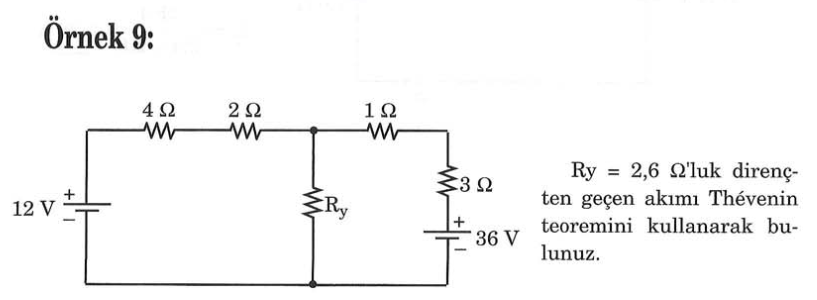 Örnek 9:
4 Ω
2 Ω
1 Ω
3 Ω
Ry
12 V
+
−
+
−
36 V
Ry = 2,6 Ω'luk direnç-
ten geçen akımı Thévenin
teoremini kullanarak bu-
lunuz.